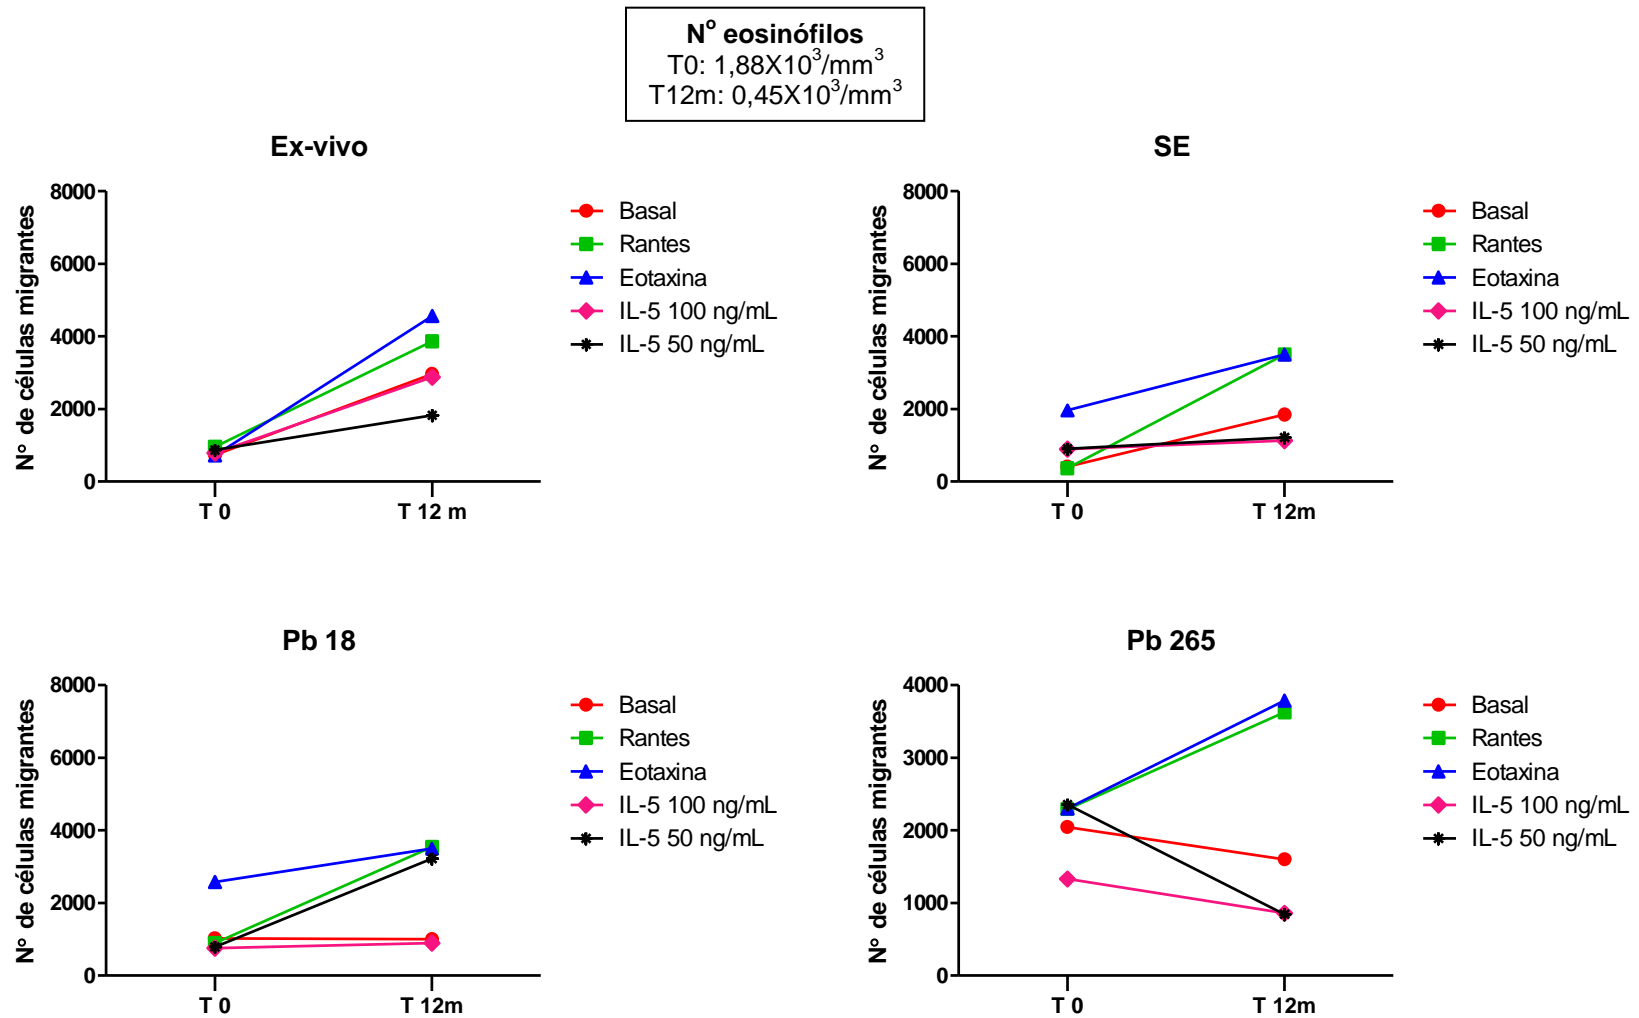 Nº eosinófilos
T0: 1,88X10³/mm³
T12m: 0,45X10³/mm³
Ex-vivo
Nº de células migrantes
8000
6000
4000
2000
0
T 0
T 12 m
Basal
Rantes
Eotaxina
IL-5 100 ng/mL
IL-5 50 ng/mL
SE
Nº de células migrantes
8000
6000
4000
2000
0
T 0
T 12m
Basal
Rantes
Eotaxina
IL-5 100 ng/mL
IL-5 50 ng/mL
Pb 18
Nº de células migrantes
8000
6000
4000
2000
0
T 0
T 12m
Basal
Rantes
Eotaxina
IL-5 100 ng/mL
IL-5 50 ng/mL
Pb 265
Nº de células migrantes
4000
3000
2000
1000
0
T 0
T 12m
Basal
Rantes
Eotaxina
IL-5 100 ng/mL
IL-5 50 ng/mL